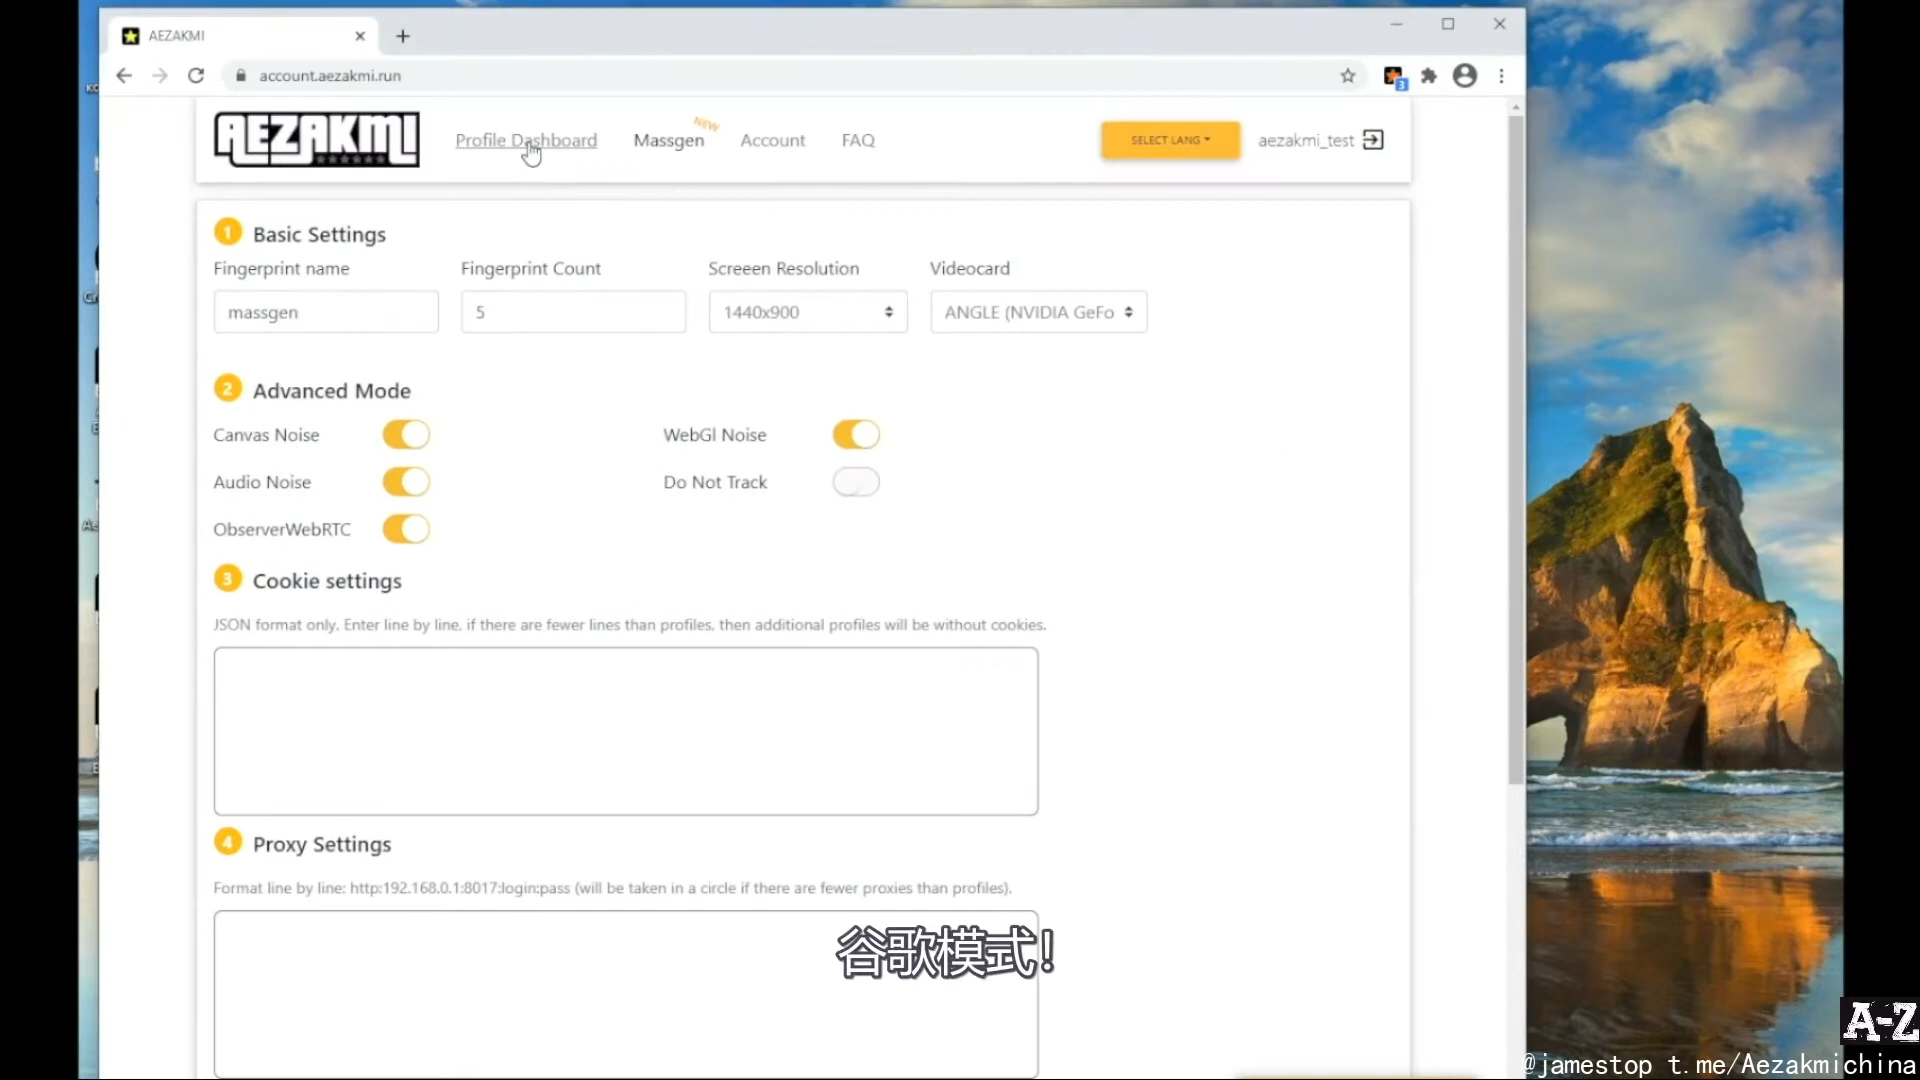 AEZAKMI
account.aezakmi.run
3
AEZAKMI
Profile Dashboard
Massgen
NEW
Account
FAQ
SELECT LANG
aezakmi_test
1 Basic Settings
Fingerprint name
Fingerprint Count
Screeen Resolution
Videocard
massgen
5
1440x900
ANGLE (NVIDIA GeFo
2 Advanced Mode
Canvas Noise
WebGl Noise
Audio Noise
Do Not Track
ObserverWebRTC
3 Cookie settings
JSON format only. Enter line by line, if there are fewer lines than profiles, then additional profiles will be without cookies.
4 Proxy Settings
Format line by line: http:192.168.0.1:8017:login:pass (will be taken in a circle if there are fewer proxies than profiles).
谷歌模式!
A-Z
@jamestop t.me/Aezakmichina